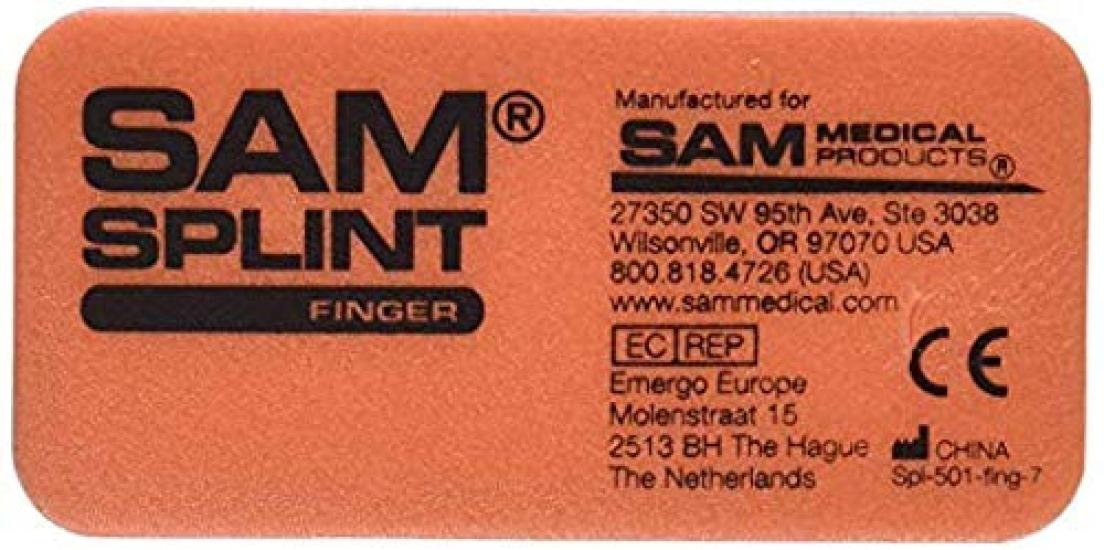 SAM®
SPLINT
FINGER
Manufactured for
SAM MEDICAL PRODUCTS®
27350 SW 95th Ave, Ste 3038
Wilsonville, OR 97070 USA
800.818.4726 (USA)
www.sammedical.com
EC REP
Emergo Europe
Molenstraat 15
2513 BH The Hague
The Netherlands
CE
CHINA
Spl-501-fing-7